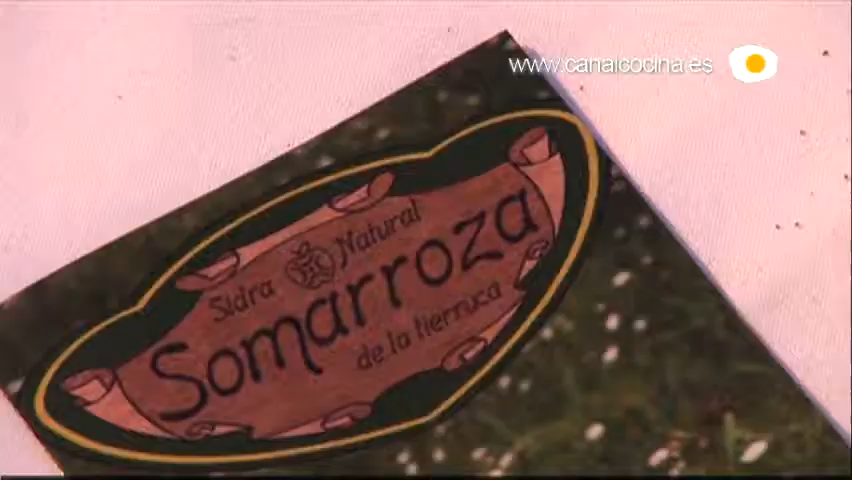 www.canalcocina.es
Sidra Natural
Somarroza
de la tierruca